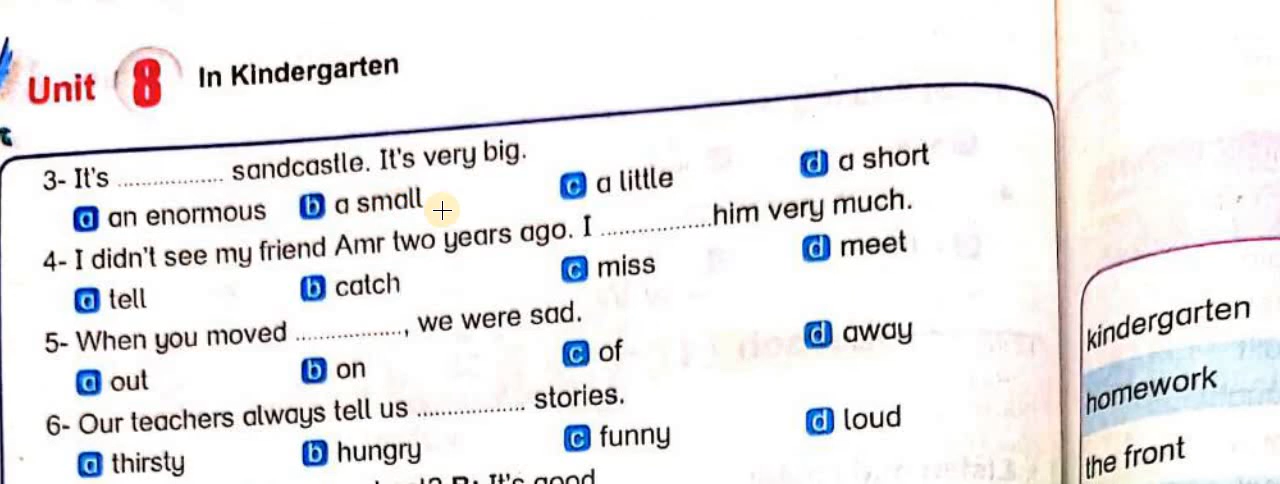 Unit 8 In Kindergarten
3- It's .................. sandcastle. It's very big.
a an enormous b a small c a little d a short
4- I didn't see my friend Amr two years ago. I ..................him very much.
a tell b catch c miss d meet
5- When you moved .................., we were sad.
a out b on c of d away
6- Our teachers always tell us .................. stories.
a thirsty b hungry c funny d loud
It's good
kindergarten
homework
the front